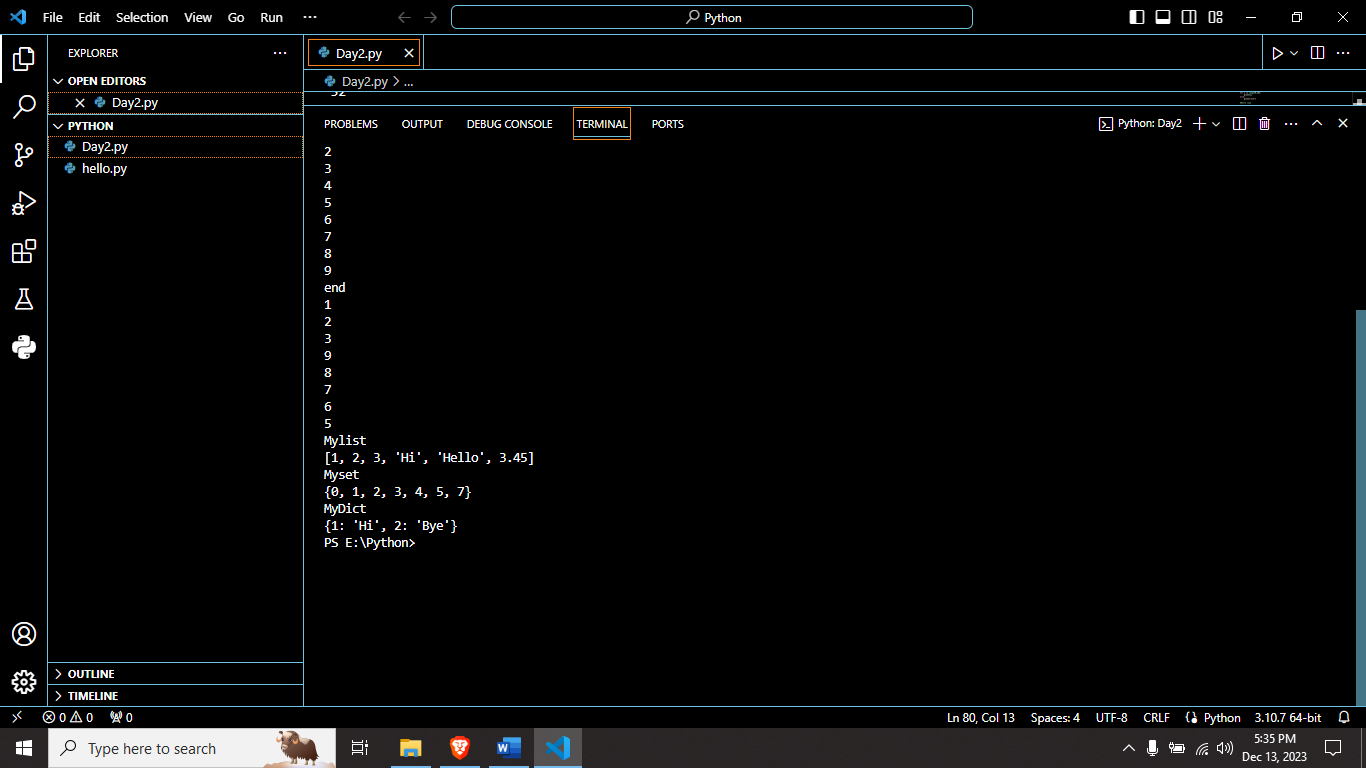 File Edit Selection View Go Run ··· Python
EXPLORER ···
OPEN EDITORS
Day2.py
PYTHON
Day2.py
hello.py
OUTLINE
TIMELINE
Day2.py
Day2.py > ...
PROBLEMS OUTPUT DEBUG CONSOLE TERMINAL PORTS Python: Day2
2
3
4
5
6
7
8
9
end
1
2
3
9
8
7
6
5
Mylist
[1, 2, 3, 'Hi', 'Hello', 3.45]
Myset
{0, 1, 2, 3, 4, 5, 7}
MyDict
{1: 'Hi', 2: 'Bye'}
PS E:\Python>
0 0 0 Ln 80, Col 13 Spaces: 4 UTF-8 CRLF Python 3.10.7 64-bit
Type here to search
5:35 PM
Dec 13, 2023